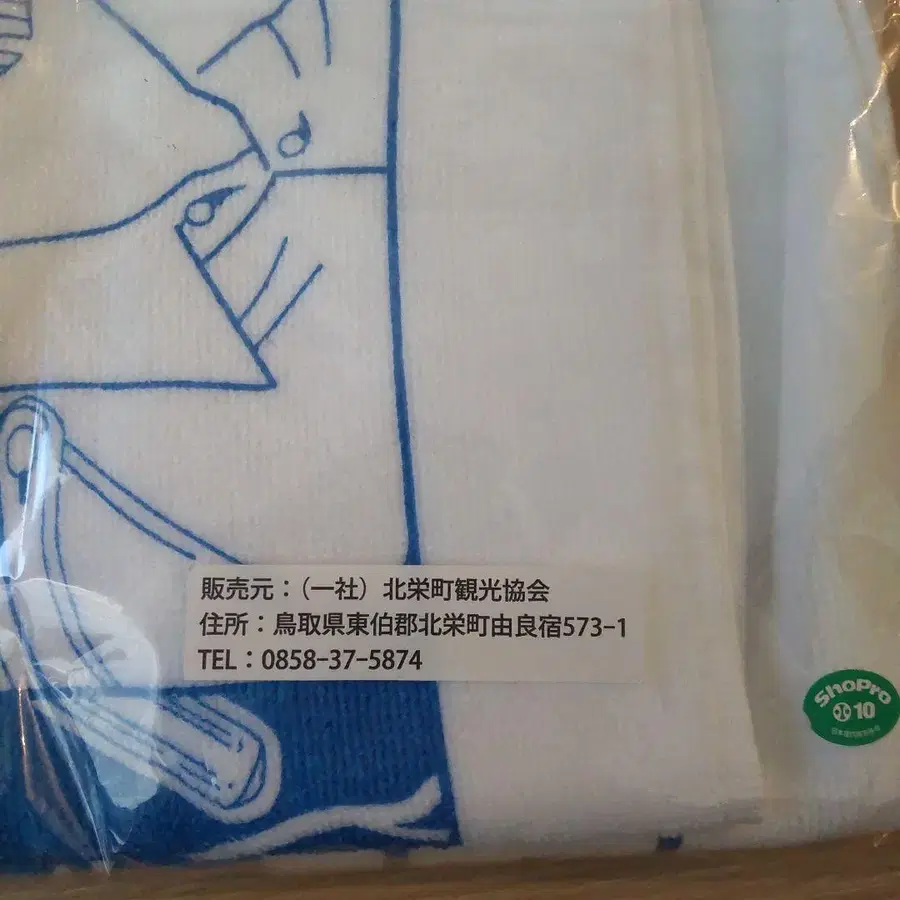 販売元：（一社）北栄町観光協会
住所：鳥取県東伯郡北栄町由良宿573-1
TEL：0858-37-5874
ShoPro
10